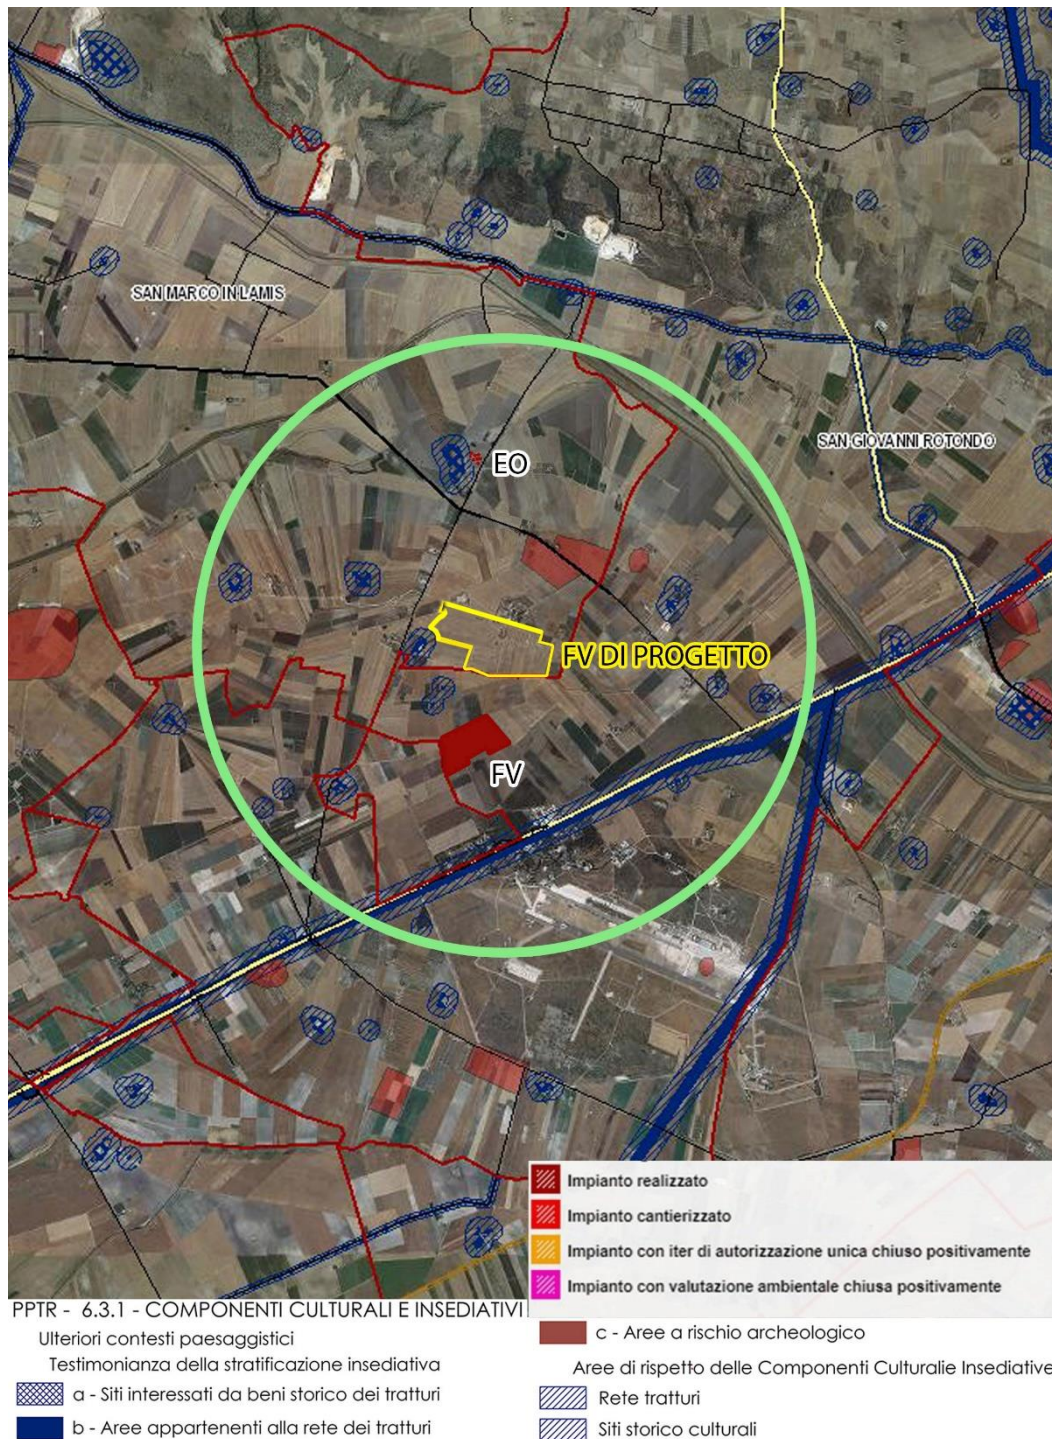 SAN MARCO IN LAMIS
SAN GIOVANNI ROTONDO
EO
FV DI PROGETTO
FV
Impianto realizzato
Impianto cantierizzato
Impianto con iter di autorizzazione unica chiuso positivamente
Impianto con valutazione ambientale chiusa positivamente
PPTR - 6.3.1 - COMPONENTI CULTURALI E INSEDIATIVI
Ulteriori contesti paesaggistici
Testimonianza della stratificazione insediativa
a - Siti interessati da beni storico dei tratturi
b - Aree appartenenti alla rete dei tratturi
c - Aree a rischio archeologico
Aree di rispetto delle Componenti Culturalie Insediative
Rete tratturi
Siti storico culturali